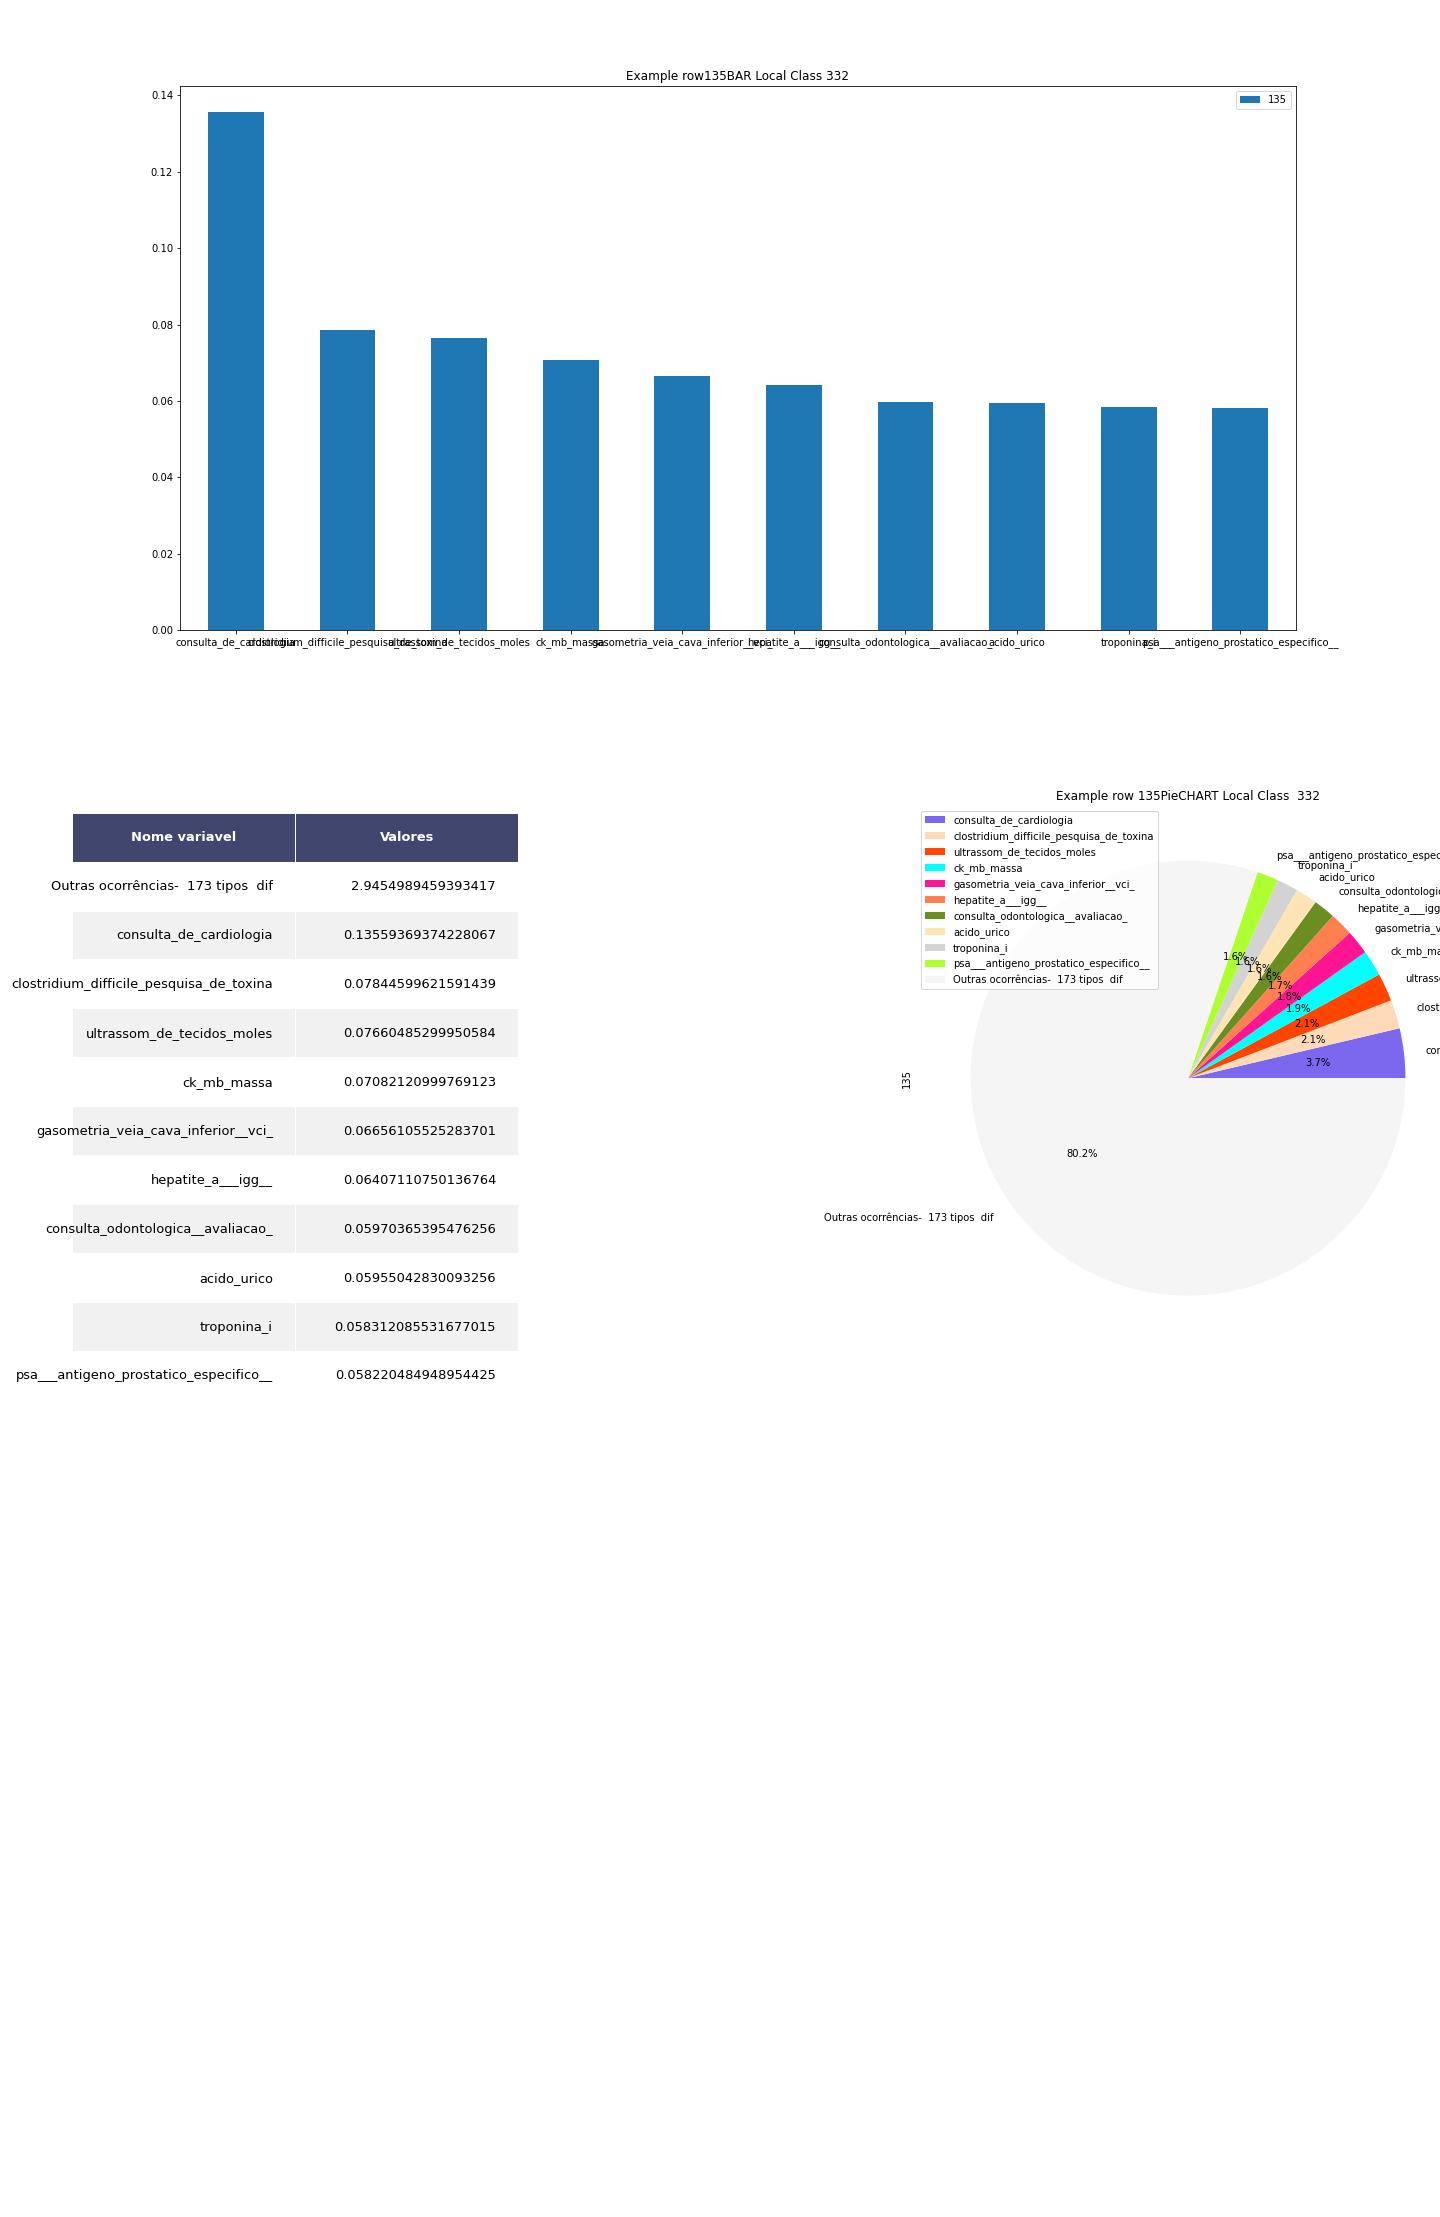 Example row135BAR Local Class 332
135
0.14
0.12
0.10
0.08
0.06
0.04
0.02
0.00
consulta_de_cardiologia
clostridium_difficile_pesquisa_de_toxina
ultrassom_de_tecidos_moles
ck_mb_massa
gasometria_veia_cava_inferior__vci_
hepatite_a___igg__
consulta_odontologica__avaliacao_
acido_urico
troponina_i
psa___antigeno_prostatico_especifico__
Nome variavel Valores
Outras ocorrências-  173 tipos  dif 2.9454989459393417
consulta_de_cardiologia 0.13559369374228067
clostridium_difficile_pesquisa_de_toxina 0.07844599621591439
ultrassom_de_tecidos_moles 0.07660485299950584
ck_mb_massa 0.07082120999769123
gasometria_veia_cava_inferior__vci_ 0.06656105525283701
hepatite_a___igg__ 0.06407110750136764
consulta_odontologica__avaliacao_ 0.05970365395476256
acido_urico 0.05955042830093256
troponina_i 0.058312085531677015
psa___antigeno_prostatico_especifico__ 0.058220484948954425
Example row 135PieCHART Local Class  332
consulta_de_cardiologia
clostridium_difficile_pesquisa_de_toxina
ultrassom_de_tecidos_moles
ck_mb_massa
gasometria_veia_cava_inferior__vci_
hepatite_a___igg__
consulta_odontologica__avaliacao_
acido_urico
troponina_i
psa___antigeno_prostatico_especifico__
Outras ocorrências-  173 tipos  dif
psa___antigeno_prostatico_espec
troponina_i
acido_urico
consulta_odontologic
hepatite_a___igg
gasometria_v
ck_mb_ma
ultrass
clost
con
1.6%
1.6%
1.6%
1.6%
1.7%
1.8%
1.9%
2.1%
2.1%
3.7%
135
80.2%
Outras ocorrências-  173 tipos  dif